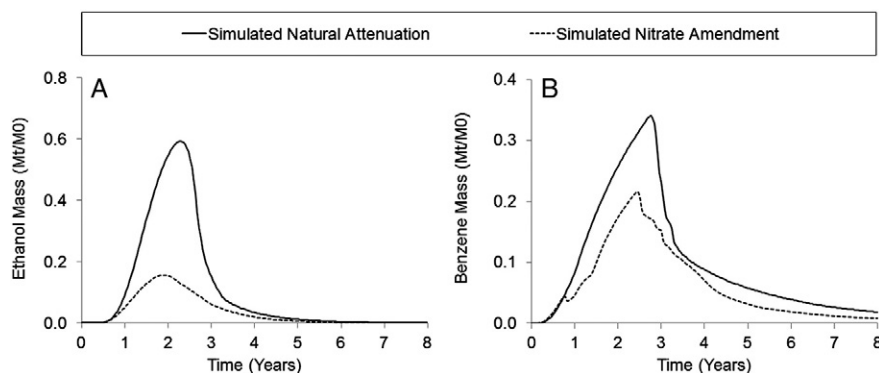 Simulated Natural Attenuation
Simulated Nitrate Amendment
A
Ethanol Mass (Mt/M0)
0.8
0.6
0.4
0.2
0.0
0 1 2 3 4 5 6 7 8
Time (Years)
B
Benzene Mass (Mt/M0)
0.4
0.3
0.2
0.1
0.0
0 1 2 3 4 5 6 7 8
Time (Years)